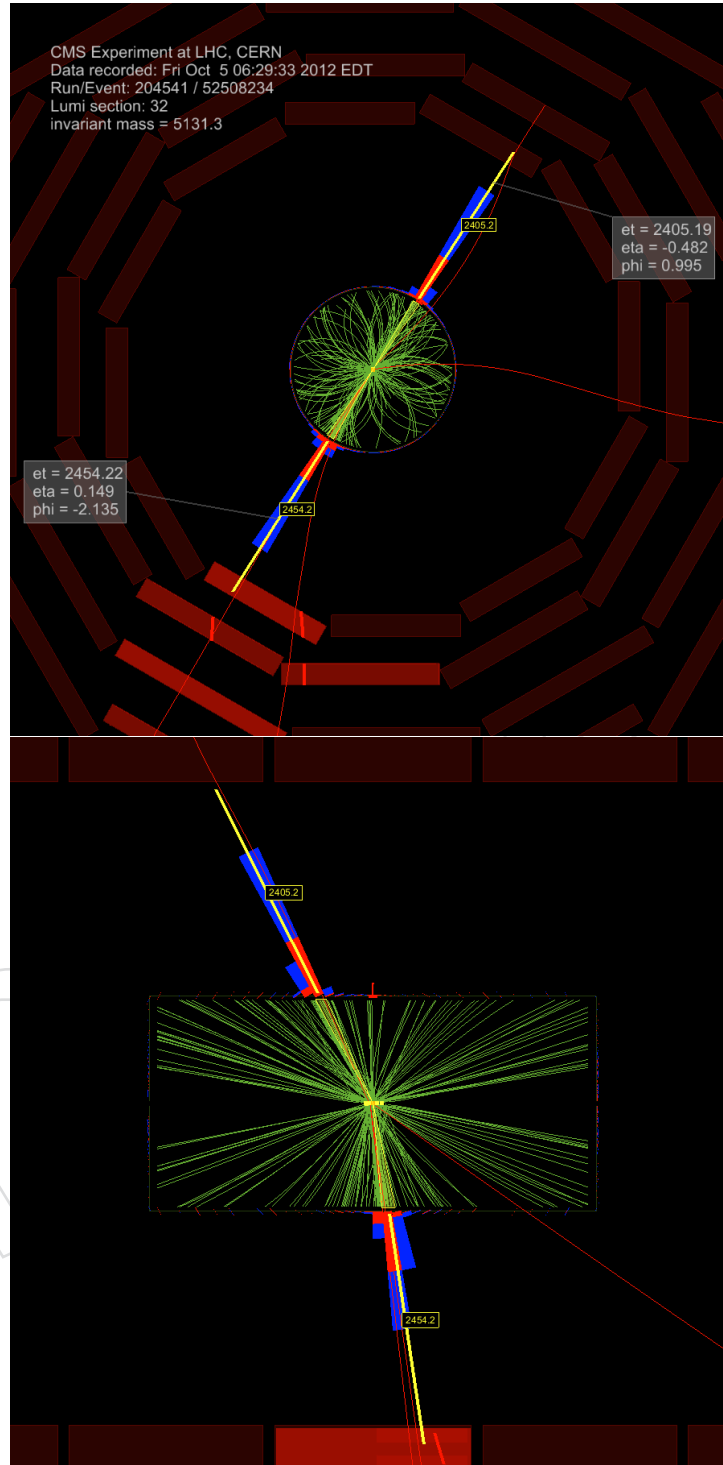 CMS Experiment at LHC, CERN
Data recorded: Fri Oct 5 06:29:33 2012 EDT
Run/Event: 204541 / 52508234
Lumi section: 32
invariant mass = 5131.3
2405.2
et = 2405.19
eta = -0.482
phi = 0.995
et = 2454.22
eta = 0.149
phi = -2.135
2454.2
2405.2
2454.2